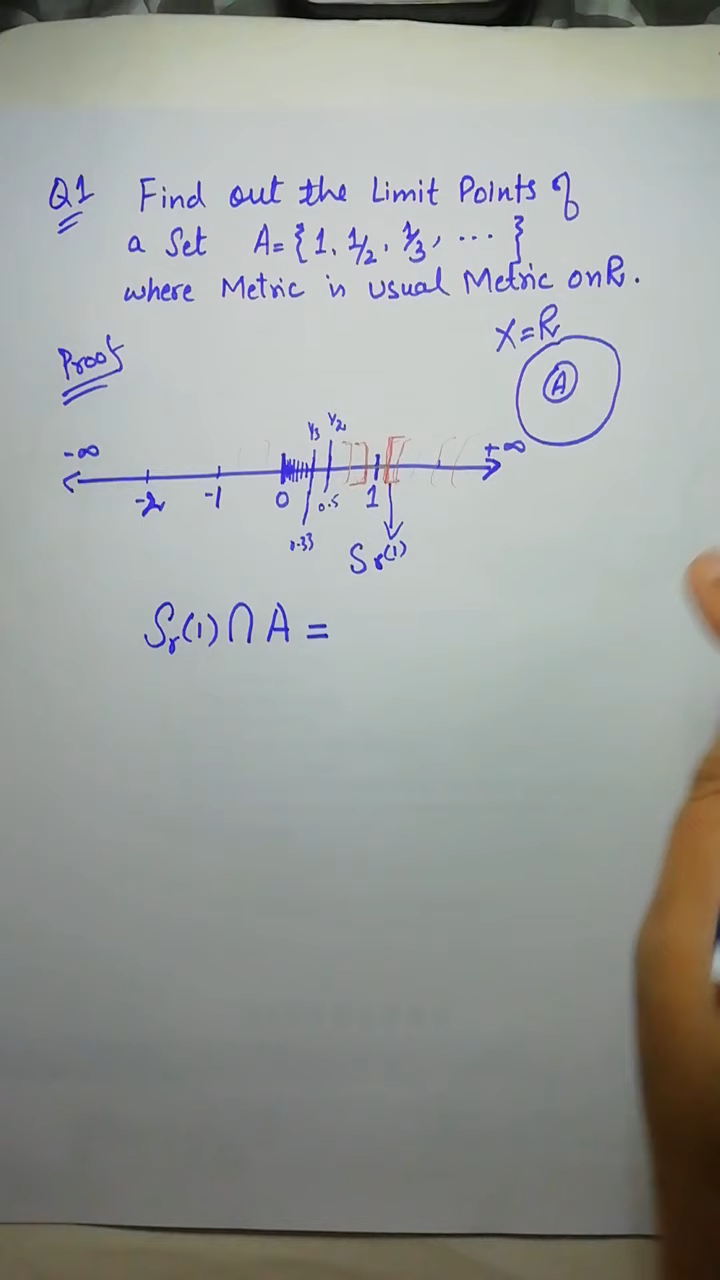 Q1 Find out the Limit Points of
a Set A = {1, 1/2, 1/3, ... }
where Metric is usual Metric on R.
X = R
Proof
A
1/3 1/2
-∞ +∞
-2 -1 0 0.5 1
0.33
Sr(1)
Sr(1) ∩ A =